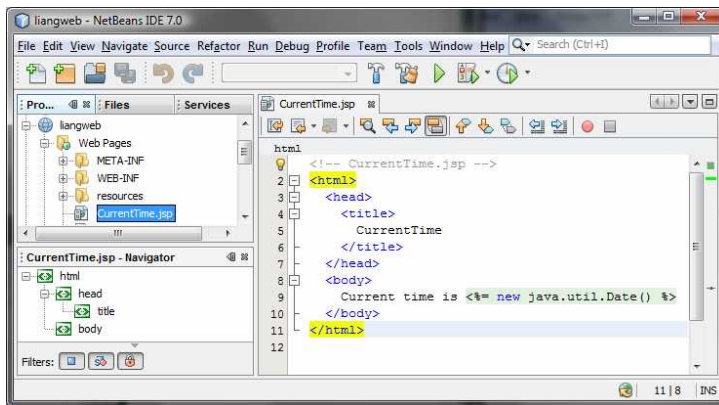 liangweb - NetBeans IDE 7.0
File Edit View Navigate Source Refactor Run Debug Profile Team Tools Window Help Search (Ctrl+I)
Pro... Files Services
liangweb
Web Pages
META-INF
WEB-INF
resources
CurrentTime.jsp
CurrentTime.jsp - Navigator
html
head
title
body
Filters:
CurrentTime.jsp
html
<!-- CurrentTime.jsp -->
2 <html>
3 <head>
4 <title>
5 CurrentTime
6 </title>
7 </head>
8 <body>
9 Current time is <%= new java.util.Date() %>
10 </body>
11 </html>
12
11|8 INS